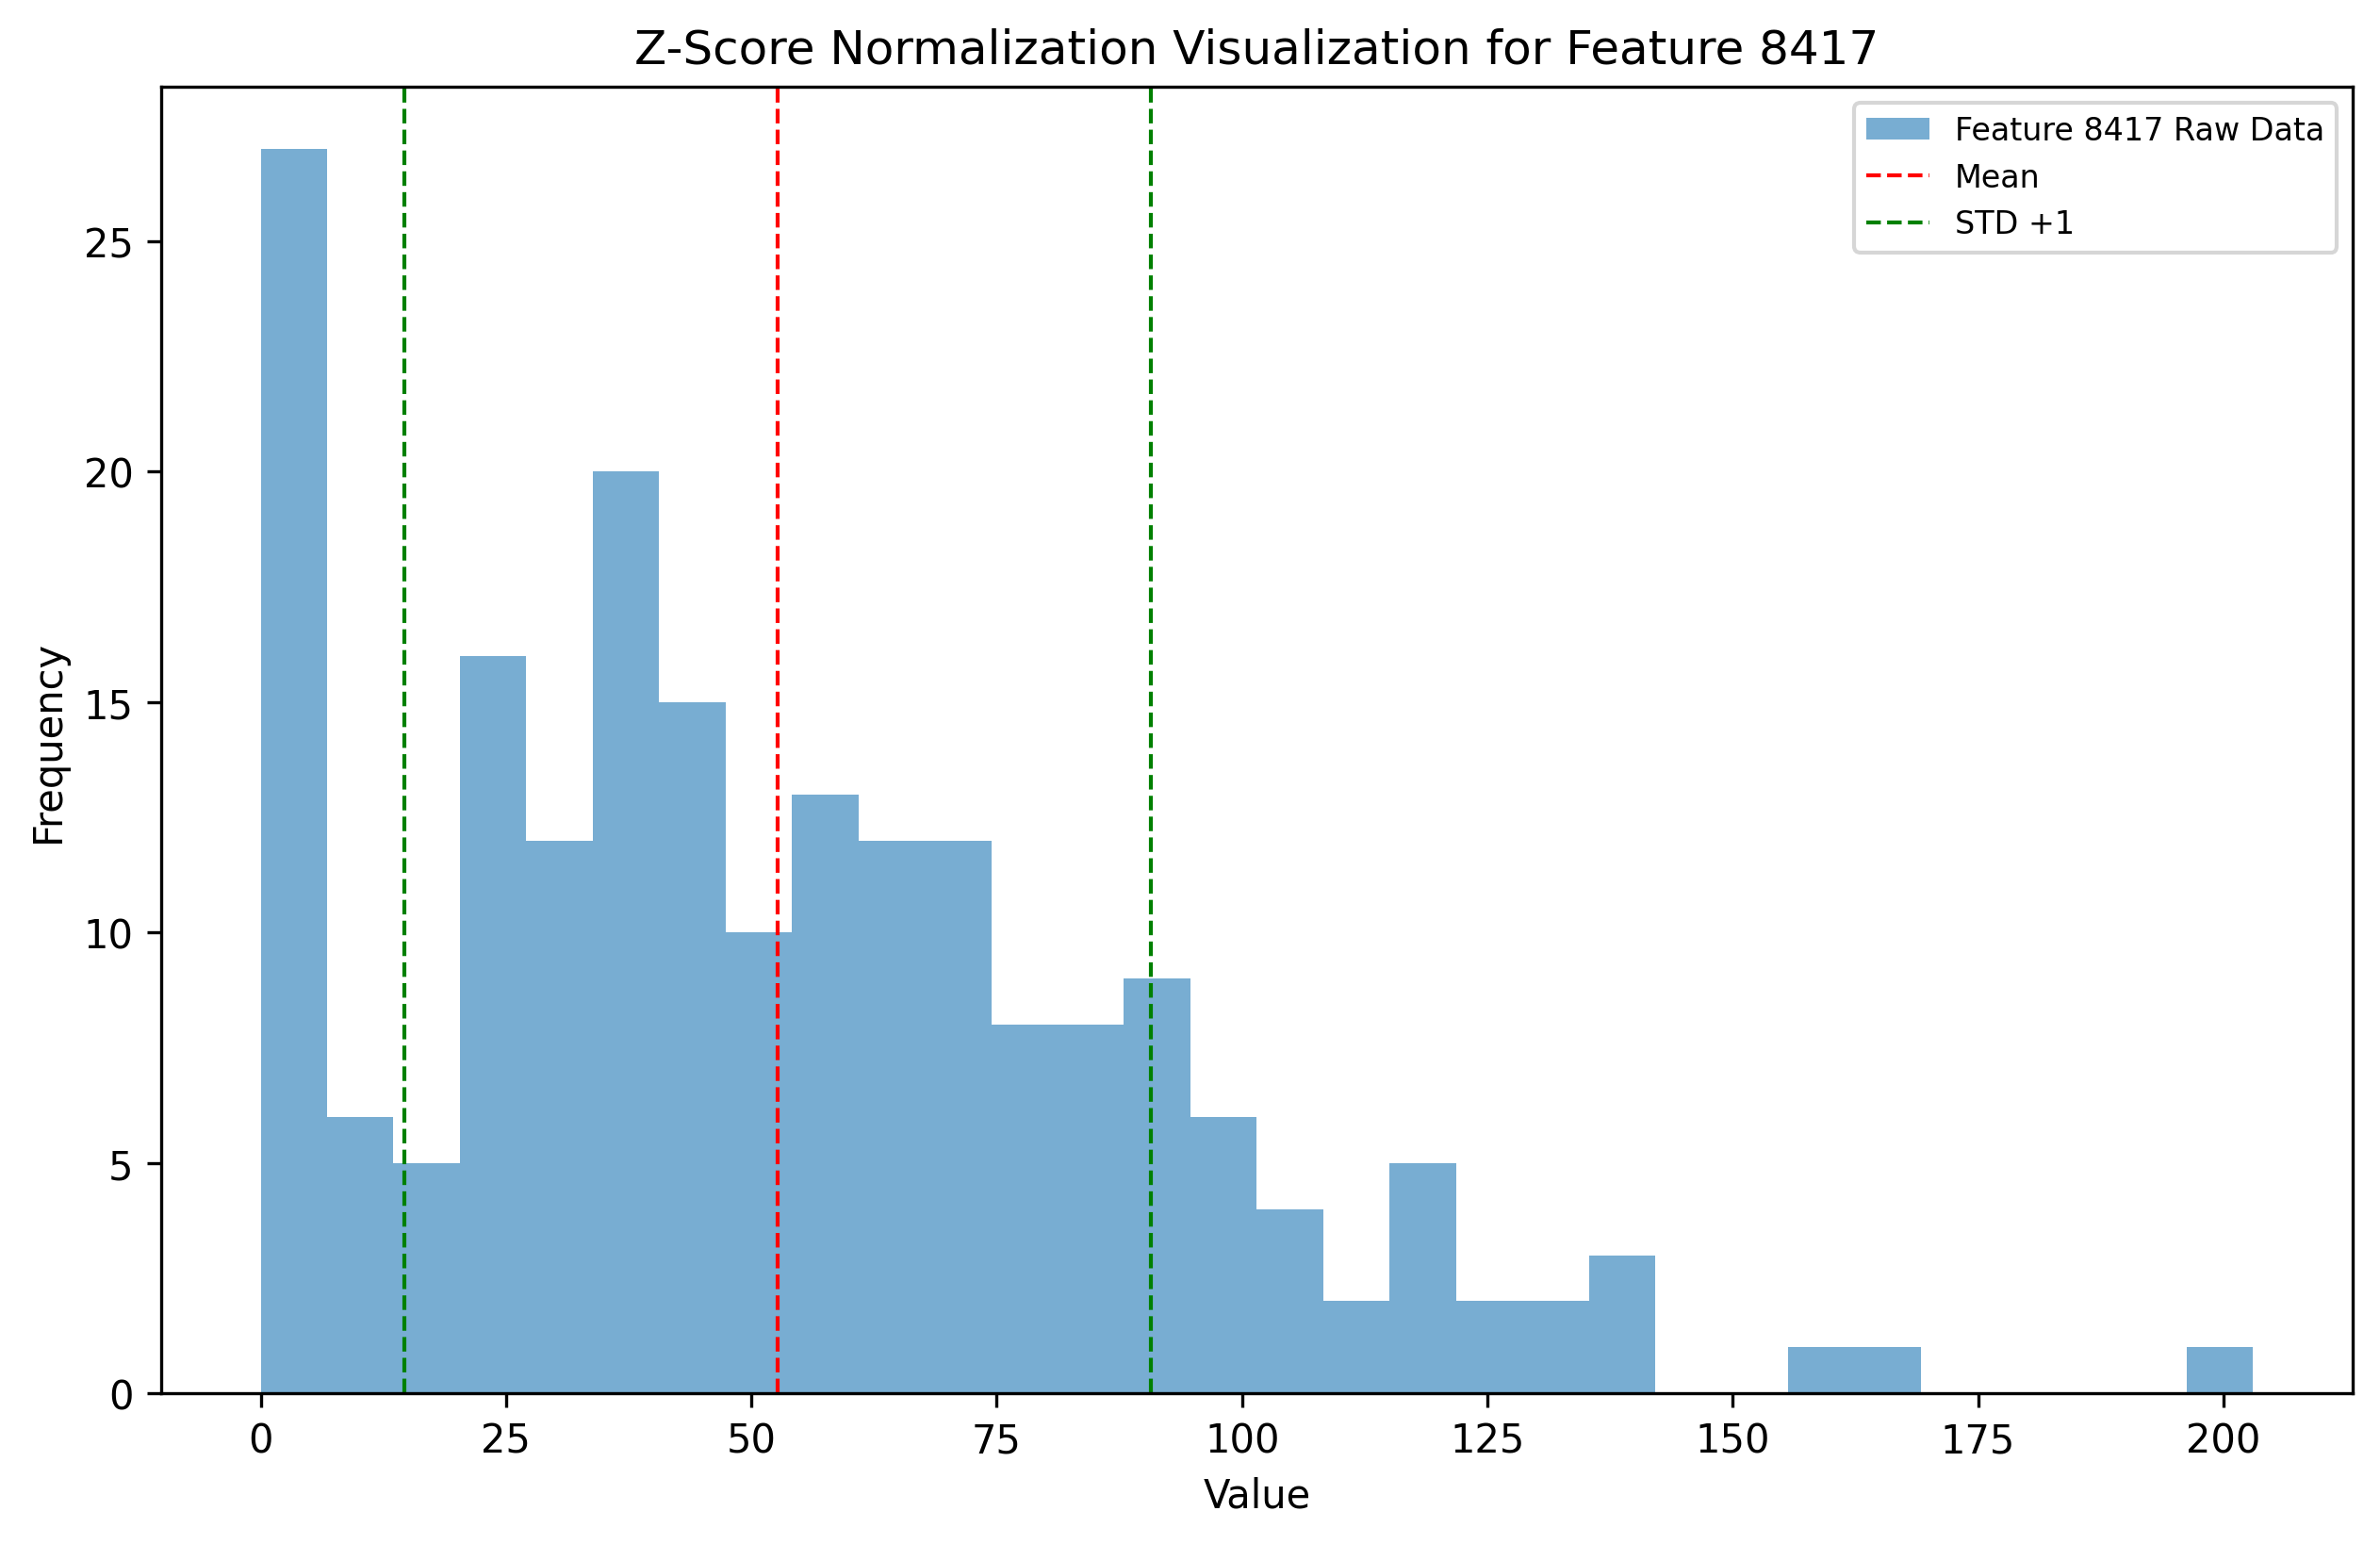 Z-Score Normalization Visualization for Feature 8417
Feature 8417 Raw Data
Mean
STD +1
Frequency
25
20
15
10
5
0
0 25 50 75 100 125 150 175 200
Value